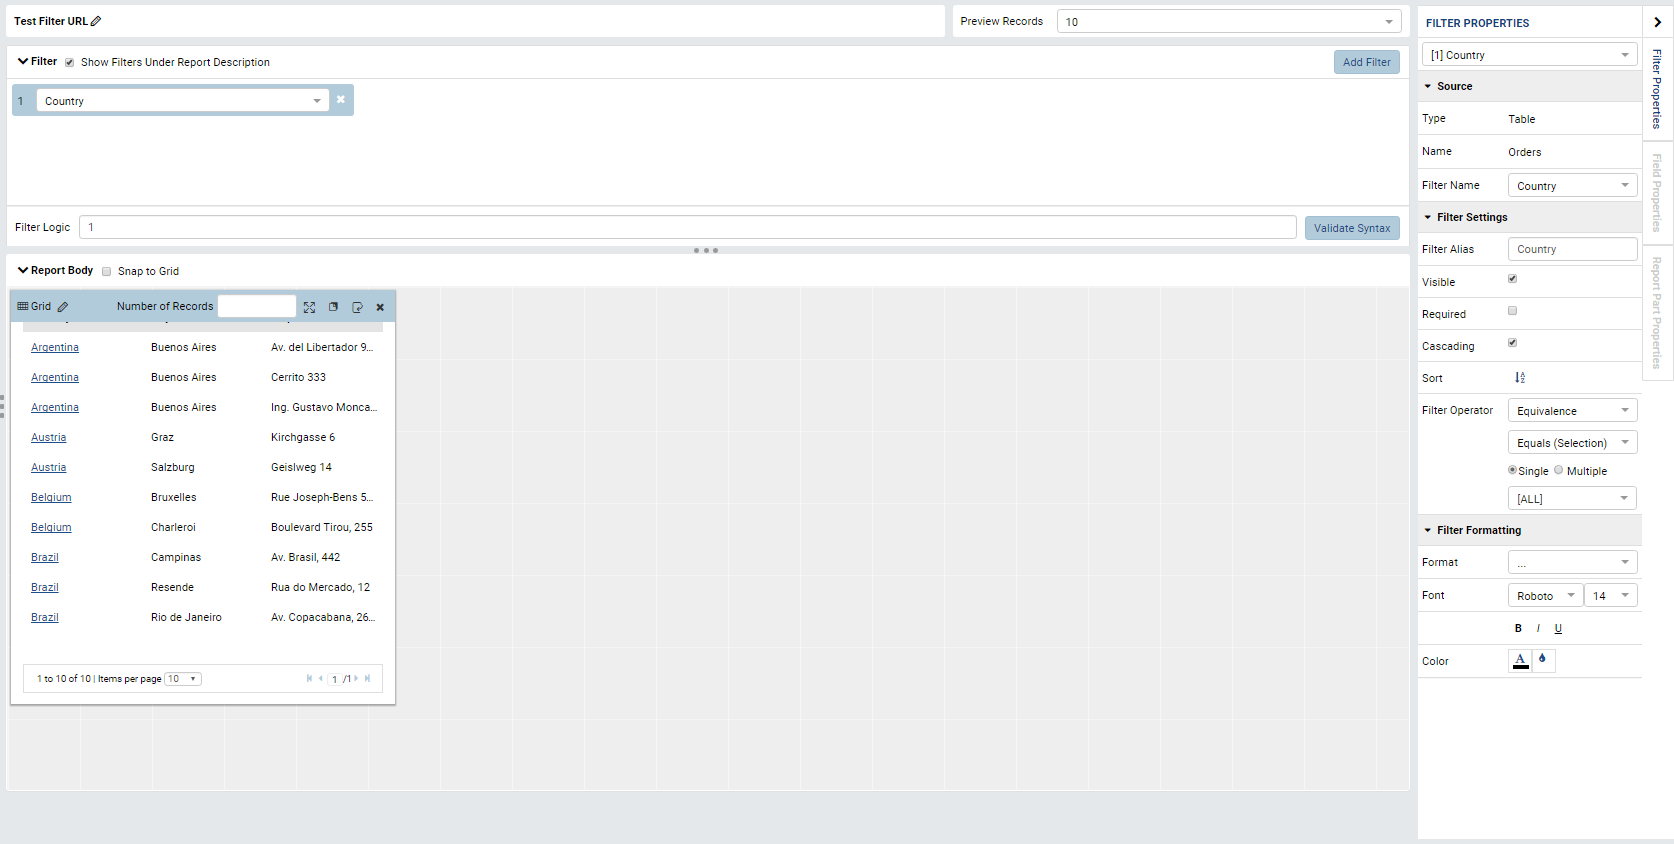 Test Filter URL
Preview Records 10
Filter Show Filters Under Report Description Add Filter
1 Country
Filter Logic 1 Validate Syntax
Report Body Snap to Grid
Grid Number of Records
Argentina Buenos Aires Av. del Libertador 9...
Argentina Buenos Aires Cerrito 333
Argentina Buenos Aires Ing. Gustavo Monca...
Austria Graz Kirchgasse 6
Austria Salzburg Geislweg 14
Belgium Bruxelles Rue Joseph-Bens 5...
Belgium Charleroi Boulevard Tirou, 255
Brazil Campinas Av. Brasil, 442
Brazil Resende Rua do Mercado, 12
Brazil Rio de Janeiro Av. Copacabana, 26...
1 to 10 of 10 | Items per page 10 1 /1
FILTER PROPERTIES
[1] Country
Source
Type Table
Name Orders
Filter Name Country
Filter Settings
Filter Alias Country
Visible
Required
Cascading
Sort
Filter Operator Equivalence
Equals (Selection)
Single Multiple
[ALL]
Filter Formatting
Format ...
Font Roboto 14
B I U
Color A
Filter Properties
Field Properties
Report Part Properties